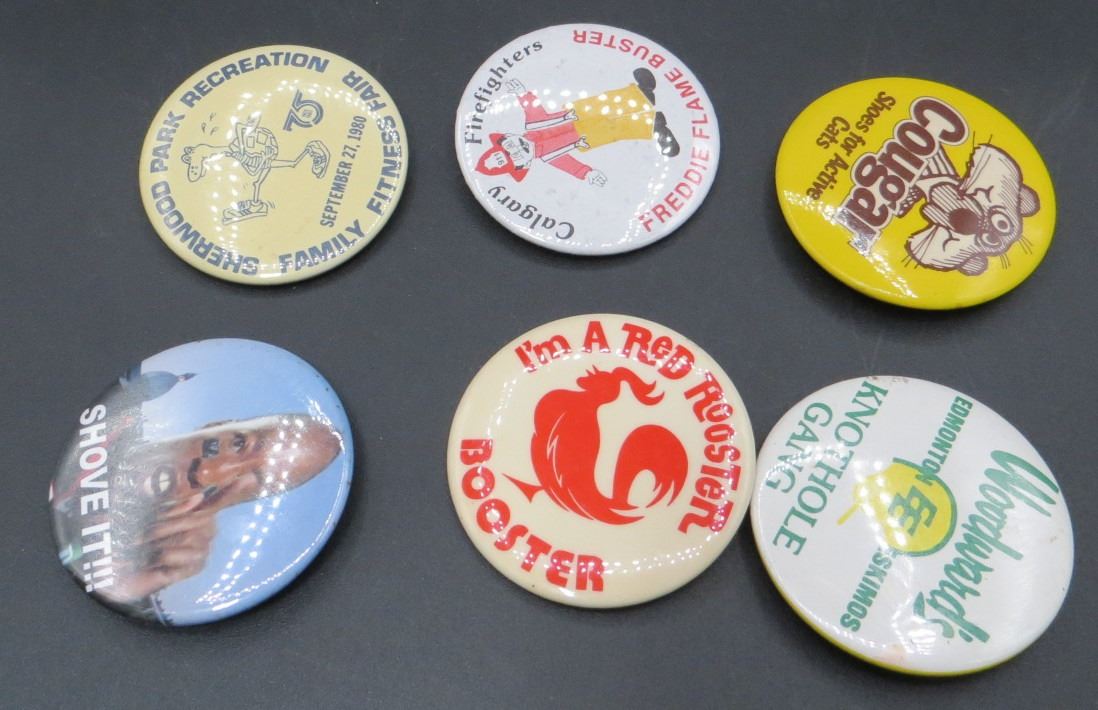 SHERWOOD PARK RECREATION
75
SEPTEMBER 27, 1980
FAMILY FITNESS FAIR
Calgary Firefighters
FREDDIE FLAME BUSTER
Cougar
Shoes for Active
Cats
SHOVE IT!!!
I'm A Red Rooster
BOOSTER
Woodward's
EDMONTON ESKIMOS
EE
KNOTHOLE
GANG